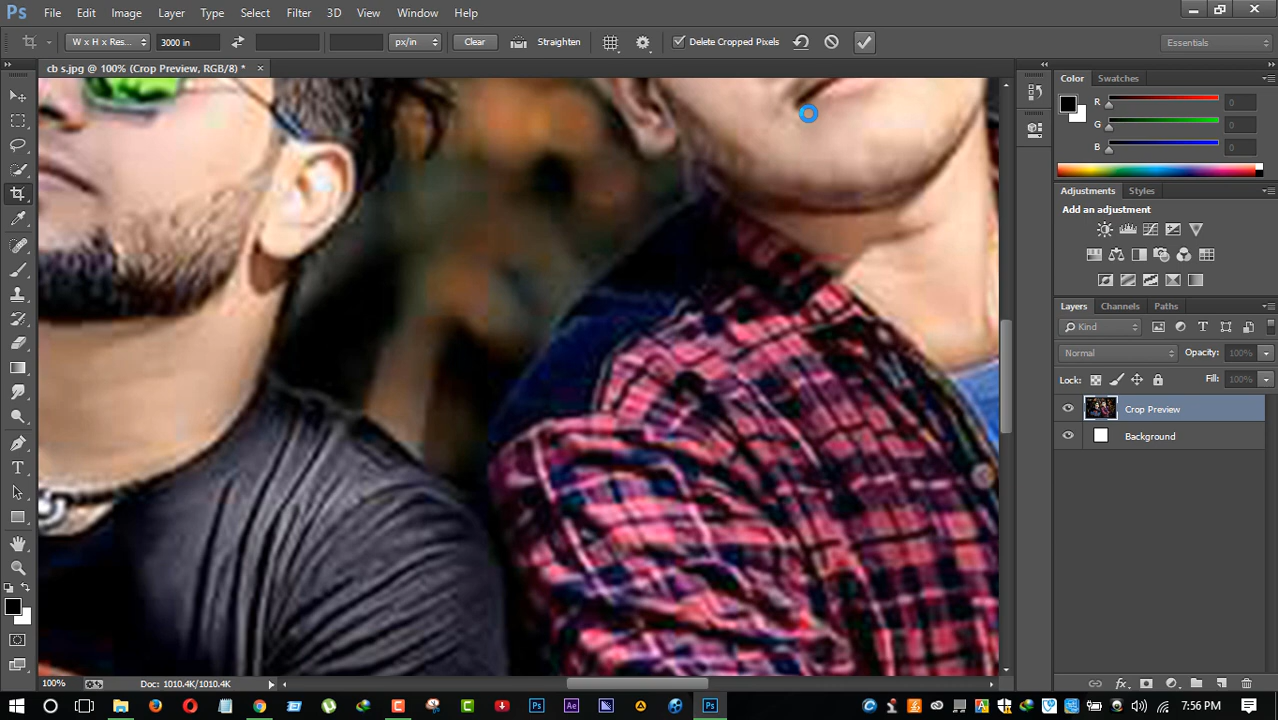 Ps File Edit Image Layer Type Select Filter 3D View Window Help
W x H x Res... 3000 in px/in Clear Straighten Delete Cropped Pixels Essentials
cb s.jpg @ 100% (Crop Preview, RGB/8) *
Color Swatches
R 0
G 0
B 0
Adjustments Styles
Add an adjustment
Layers Channels Paths
Kind
Normal Opacity: 100%
Lock: Fill: 100%
Crop Preview
Background
100% Doc: 1010.4K/1010.4K
fx
7:56 PM